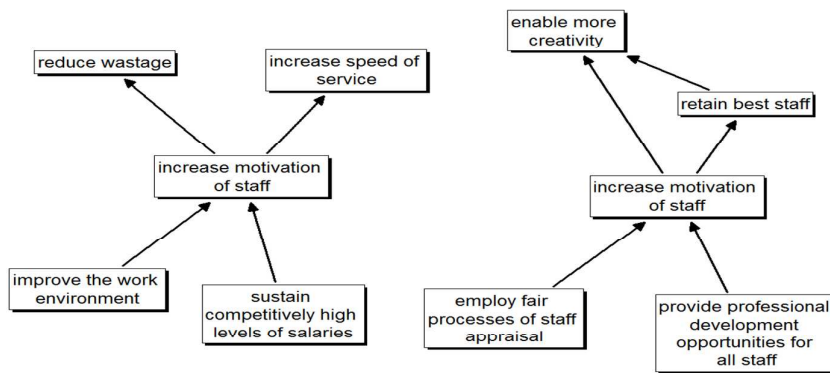 reduce wastage
increase speed of
service
increase motivation
of staff
improve the work
environment
sustain
competitively high
levels of salaries
enable more
creativity
retain best staff
increase motivation
of staff
employ fair
processes of staff
appraisal
provide professional
development
opportunities for
all staff